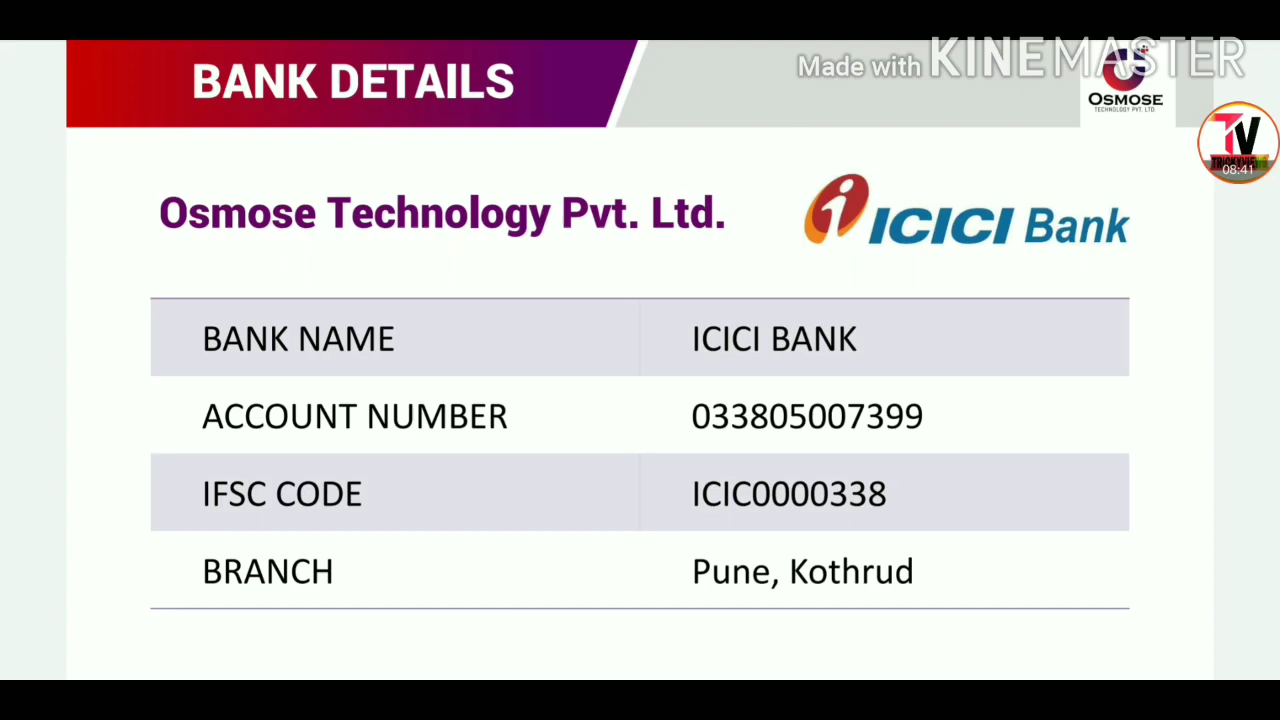 BANK DETAILS
Made with KINEMASTER
OSMOSE
TECHNOLOGY PVT. LTD.
TV
08:41
Osmose Technology Pvt. Ltd.
i ICICI Bank
BANK NAME ICICI BANK
ACCOUNT NUMBER 033805007399
IFSC CODE ICIC0000338
BRANCH Pune, Kothrud